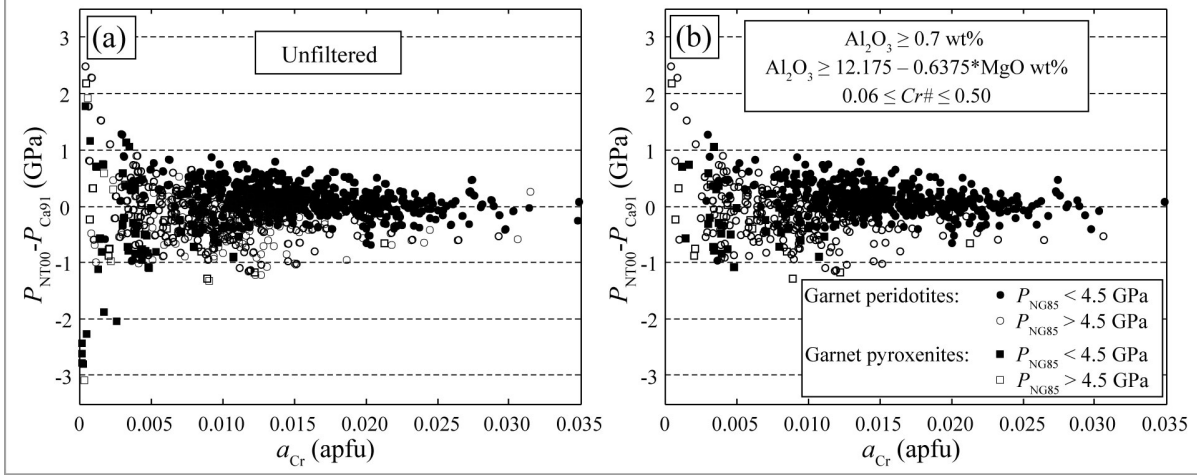 (a)
Unfiltered
3
2
1
0
-1
-2
-3
P_NT00-P_Ca91 (GPa)
0
0.005
0.010
0.015
0.020
0.025
0.030
0.035
a_Cr (apfu)
(b)
Al₂O₃ ≥ 0.7 wt%
Al₂O₃ ≥ 12.175 – 0.6375*MgO wt%
0.06 ≤ Cr# ≤ 0.50
3
2
1
0
-1
-2
-3
P_NT00-P_Ca91 (GPa)
Garnet peridotites: ● P_NG85 < 4.5 GPa
○ P_NG85 > 4.5 GPa
Garnet pyroxenites: ■ P_NG85 < 4.5 GPa
□ P_NG85 > 4.5 GPa
0
0.005
0.010
0.015
0.020
0.025
0.030
0.035
a_Cr (apfu)